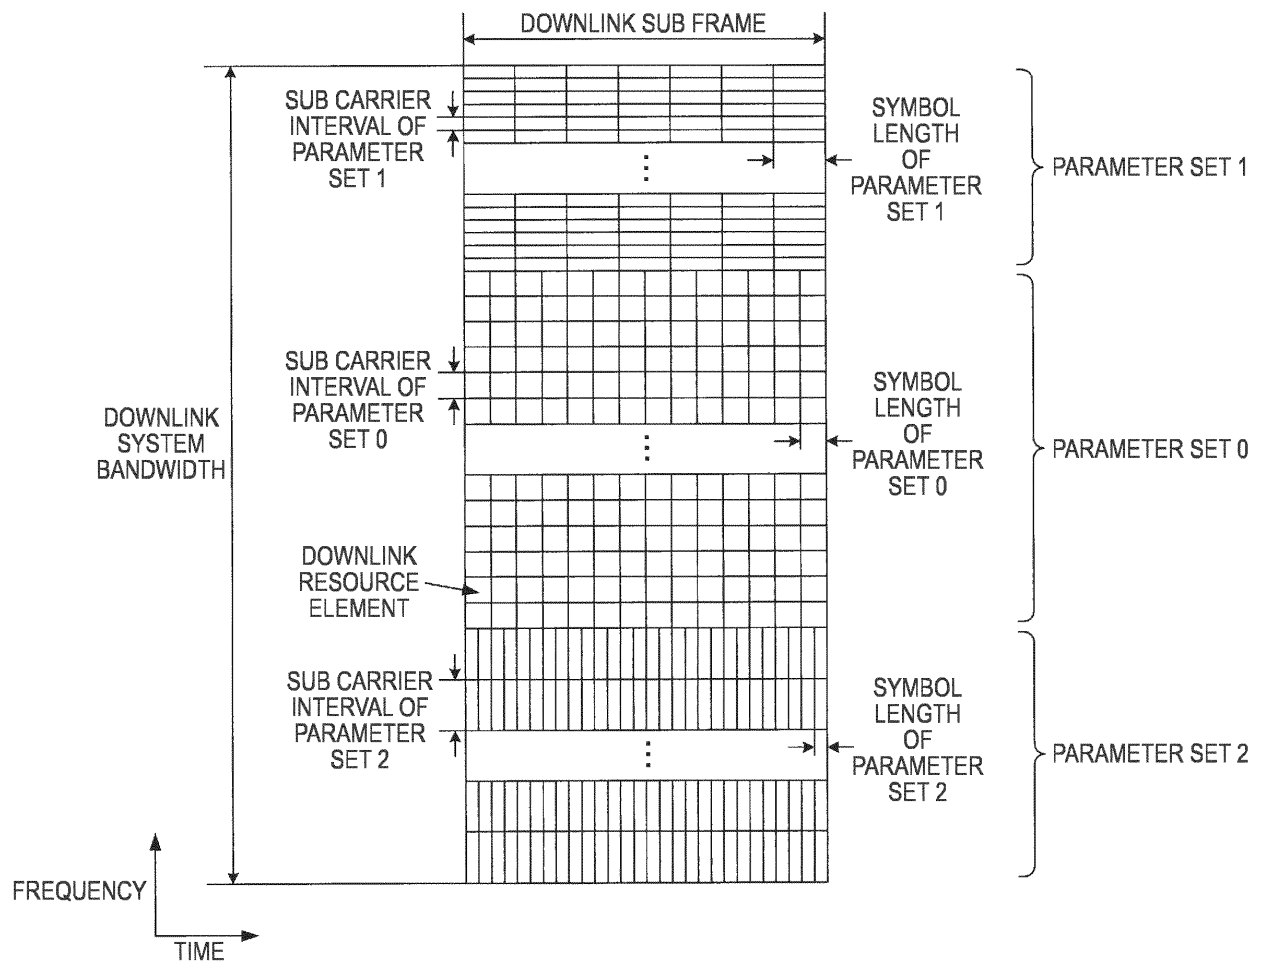 DOWNLINK SUB FRAME
SUB CARRIER
INTERVAL OF
PARAMETER
SET 1
SYMBOL
LENGTH
OF
PARAMETER
SET 1
PARAMETER SET 1
SUB CARRIER
INTERVAL OF
PARAMETER
SET 0
SYMBOL
LENGTH
OF
PARAMETER
SET 0
PARAMETER SET 0
DOWNLINK
SYSTEM
BANDWIDTH
DOWNLINK
RESOURCE
ELEMENT
SUB CARRIER
INTERVAL OF
PARAMETER
SET 2
SYMBOL
LENGTH
OF
PARAMETER
SET 2
PARAMETER SET 2
FREQUENCY
TIME